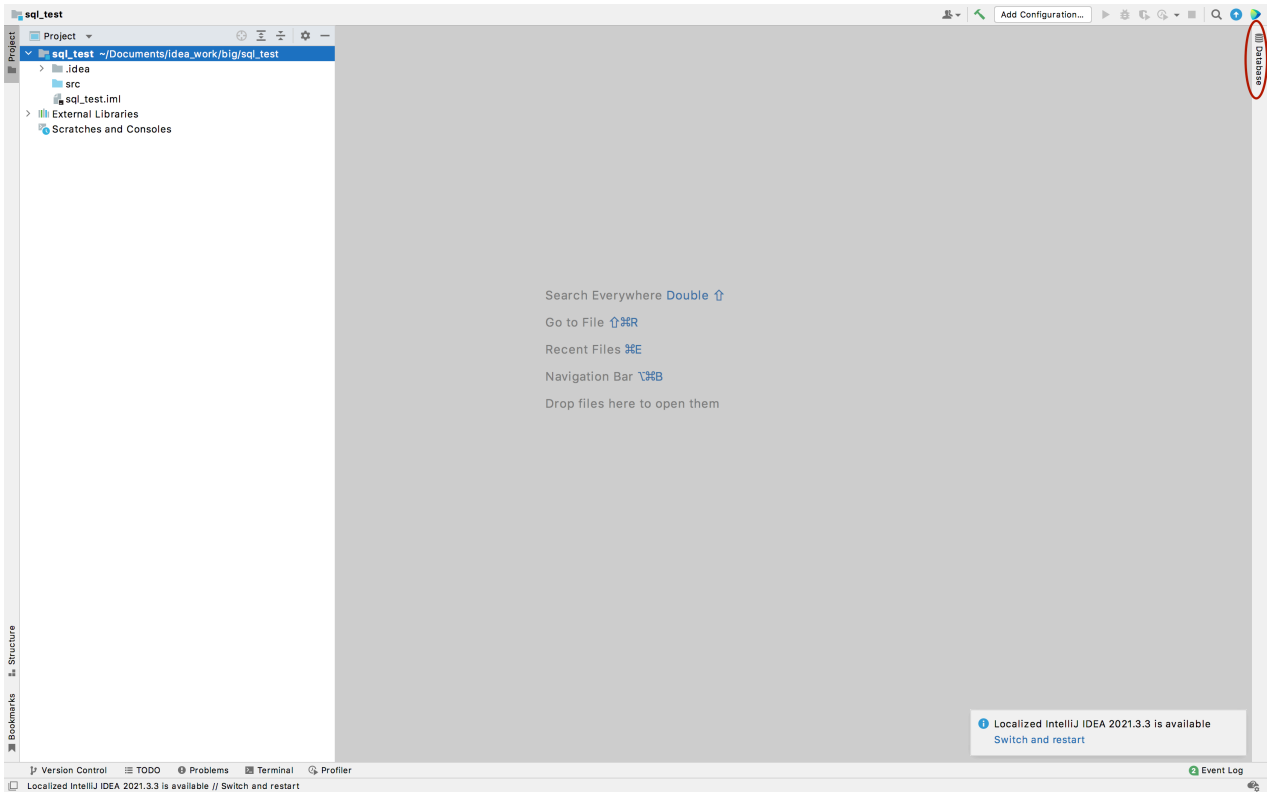 sql_test
Add Configuration...
Project
Project
Database
sql_test ~/Documents/idea_work/big/sql_test
.idea
src
sql_test.iml
External Libraries
Scratches and Consoles
Search Everywhere Double ⇧
Go to File ⇧⌘R
Recent Files ⌘E
Navigation Bar ⌥⌘B
Drop files here to open them
Structure
Bookmarks
Localized IntelliJ IDEA 2021.3.3 is available
Switch and restart
Version Control TODO Problems Terminal Profiler 2 Event Log
Localized IntelliJ IDEA 2021.3.3 is available // Switch and restart